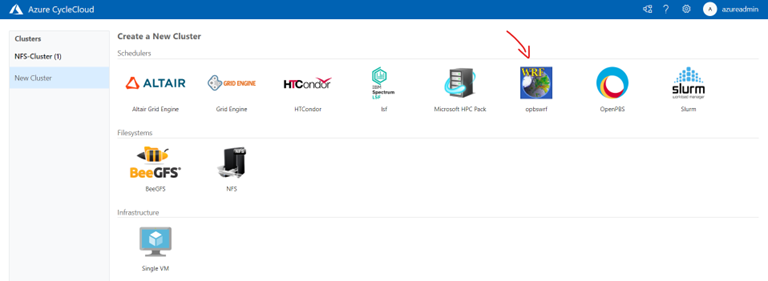 Azure CycleCloud
? A azureadmin
Clusters
NFS-Cluster (1)
New Cluster
Create a New Cluster
Schedulers
ALTAIR GRID ENGINE HTCondor IBM Spectrum LSF WRF slurm workload manager
Altair Grid Engine Grid Engine HTCondor lsf Microsoft HPC Pack opbswrf OpenPBS Slurm
Filesystems
BeeGFS®
BeeGFS NFS
Infrastructure
Single VM